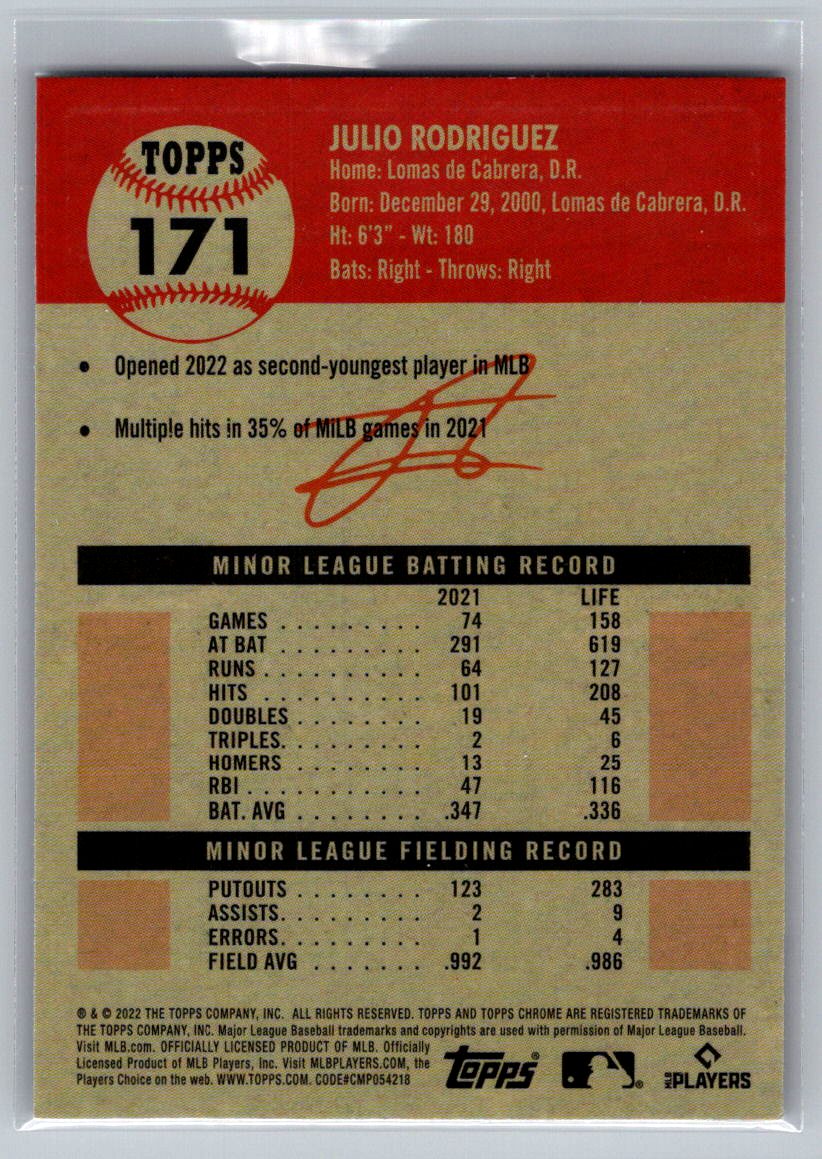 TOPPS
171
JULIO RODRIGUEZ
Home: Lomas de Cabrera, D.R.
Born: December 29, 2000, Lomas de Cabrera, D.R.
Ht: 6'3" - Wt: 180
Bats: Right - Throws: Right
• Opened 2022 as second-youngest player in MLB
• Multiple hits in 35% of MiLB games in 2021
MINOR LEAGUE BATTING RECORD
2021 LIFE
GAMES . . . . . . . . . 74 158
AT BAT . . . . . . . . . 291 619
RUNS . . . . . . . . . . 64 127
HITS . . . . . . . . . . 101 208
DOUBLES . . . . . . . . 19 45
TRIPLES. . . . . . . . . 2 6
HOMERS . . . . . . . . 13 25
RBI . . . . . . . . . . . 47 116
BAT. AVG . . . . . . . . .347 .336
MINOR LEAGUE FIELDING RECORD
PUTOUTS . . . . . . . . 123 283
ASSISTS. . . . . . . . . 2 9
ERRORS. . . . . . . . . 1 4
FIELD AVG . . . . . . . .992 .986
® & © 2022 THE TOPPS COMPANY, INC. ALL RIGHTS RESERVED. TOPPS AND TOPPS CHROME ARE REGISTERED TRADEMARKS OF
THE TOPPS COMPANY, INC. Major League Baseball trademarks and copyrights are used with permission of Major League Baseball.
Visit MLB.com. OFFICIALLY LICENSED PRODUCT OF MLB. Officially
Licensed Product of MLB Players, Inc. Visit MLBPLAYERS.COM, the
Players Choice on the web. WWW.TOPPS.COM. CODE#CMP054218
Topps® ® MLB PLAYERS